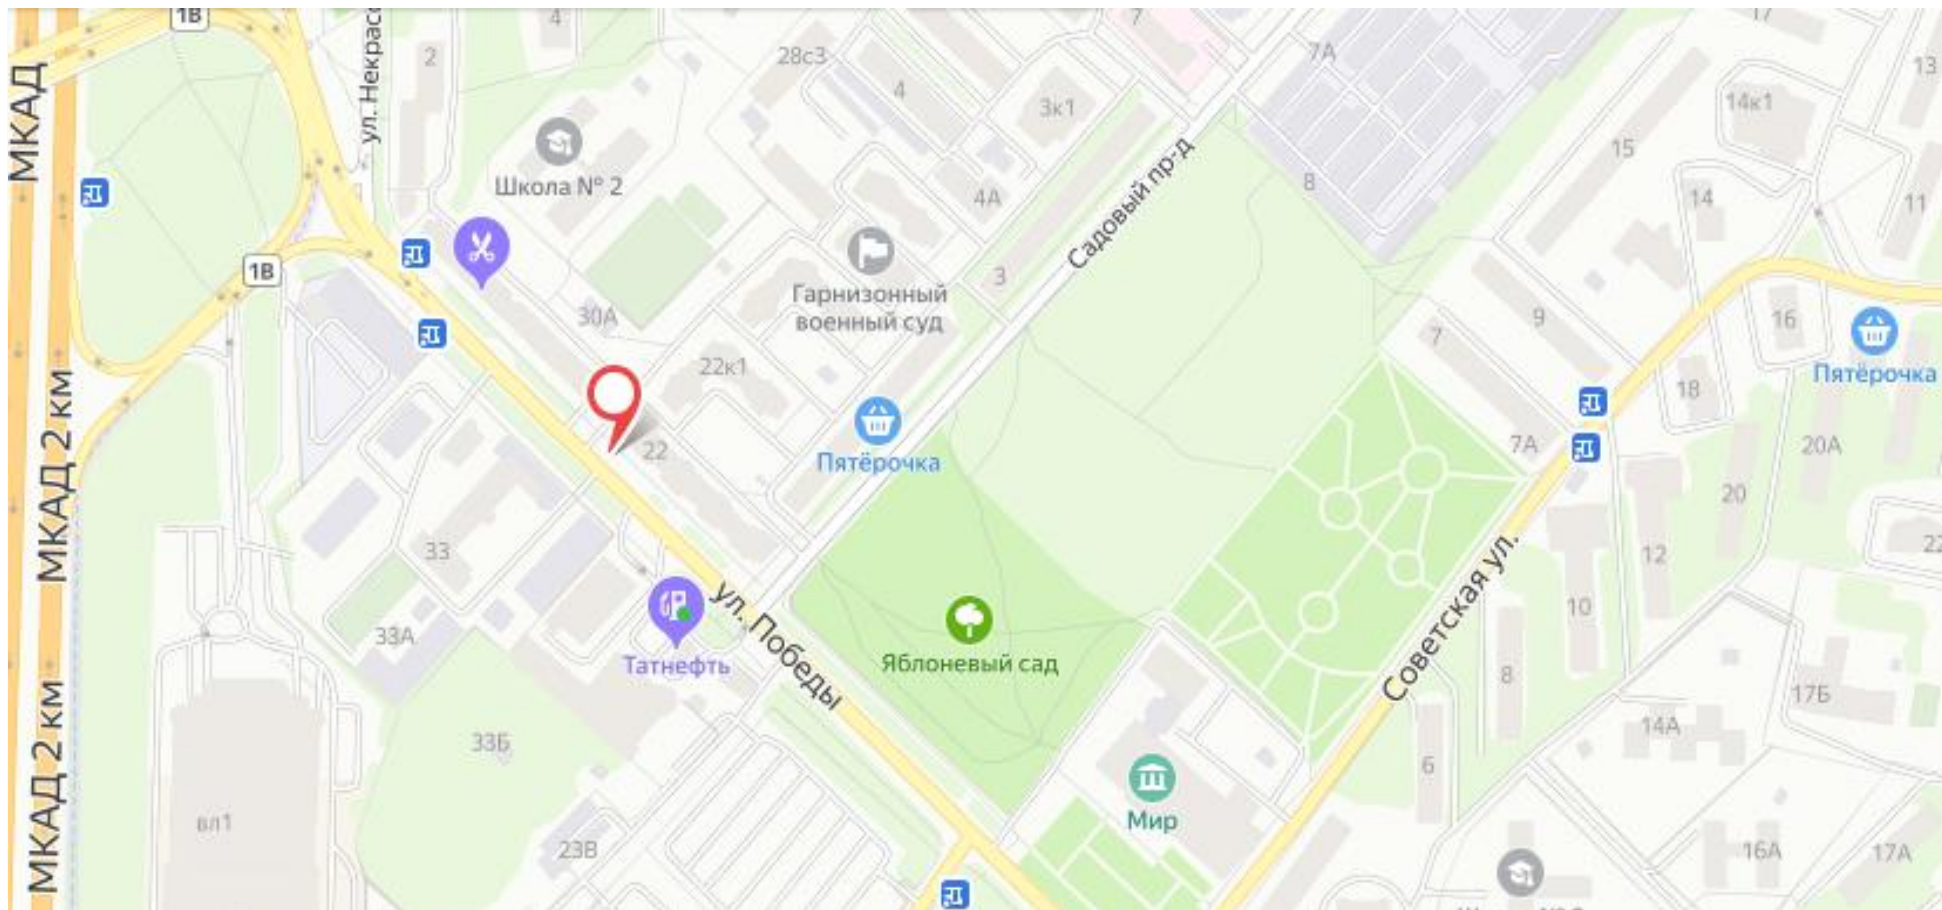 1В
ул. Некрасо
4
7
17
28с3
7А
2
13
МКАД
4
3к1
14к1
15
Школа № 2
4А
8
14
11
Садовый пр-д
1В
3
Гарнизонный
военный суд
30А
9
16
7
22к1
Пятёрочка
18
22
Пятёрочка
7А
20А
МКАД 2 км
20
33
12
22
ул. Победы
10
Советская ул.
33А
Татнефть
Яблоневый сад
8
17Б
14А
33Б
6
МКАД 2 км
вл1
Мир
23В
16А
17А